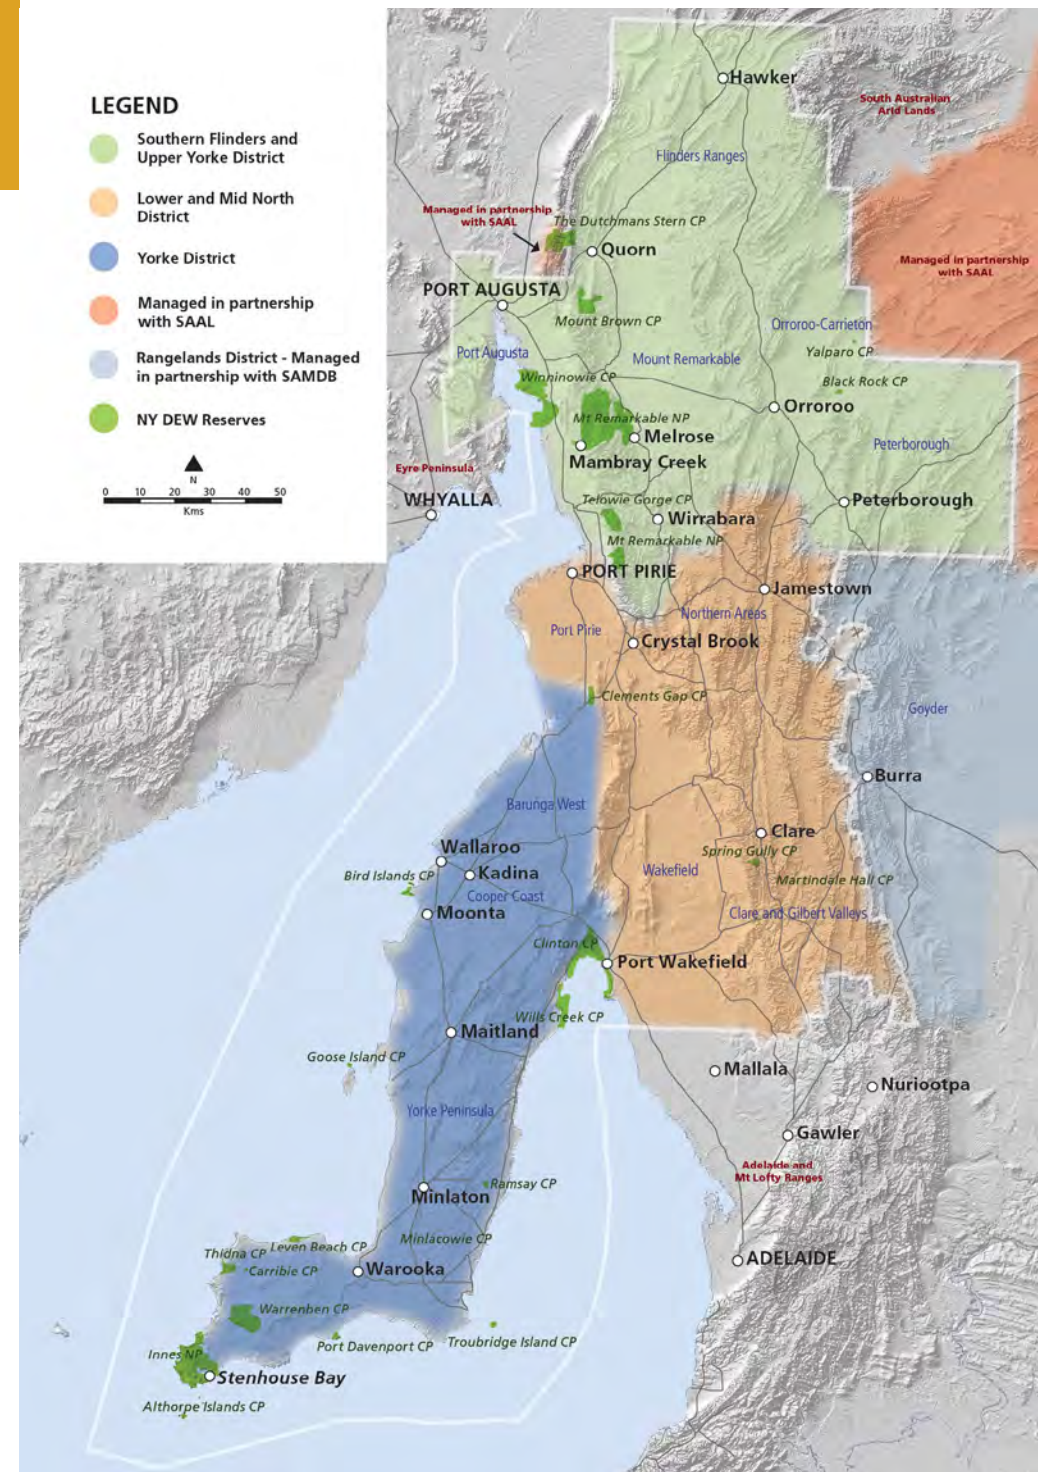 LEGEND
Southern Flinders and
Upper Yorke District
Lower and Mid North
District
Yorke District
Managed in partnership
with SAAL
Rangelands District - Managed
in partnership with SAMDB
NY DEW Reserves
N
0 10 20 30 40 50
Kms
Hawker
South Australian
Arid Lands
Flinders Ranges
Managed in partnership
with SAAL
The Dutchmans Stern CP
Quorn
Managed in partnership
with SAAL
PORT AUGUSTA
Mount Brown CP
Orroroo-Carrieton
Port Augusta
Mount Remarkable
Yalparo CP
Winninowie CP
Black Rock CP
Orroroo
Mt Remarkable NP
Melrose
Peterborough
Mambray Creek
Eyre Peninsula
WHYALLA
Telowie Gorge CP
Peterborough
Wirrabara
Mt Remarkable NP
PORT PIRIE
Jamestown
Northern Areas
Port Pirie
Crystal Brook
Clements Gap CP
Goyder
Burra
Barunga West
Clare
Wallaroo
Spring Gully CP
Bird Islands CP
Kadina
Wakefield
Martindale Hall CP
Cooper Coast
Moonta
Clare and Gilbert Valleys
Clinton CP
Port Wakefield
Wills Creek CP
Maitland
Goose Island CP
Mallala
Nuriootpa
Yorke Peninsula
Gawler
Adelaide and
Mt Lofty Ranges
Ramsay CP
Minlaton
Minlacowie CP
Leven Beach CP
Thidna CP
ADELAIDE
Carribie CP
Warooka
Warrenben CP
Port Davenport CP
Troubridge Island CP
Innes NP
Stenhouse Bay
Althorpe Islands CP